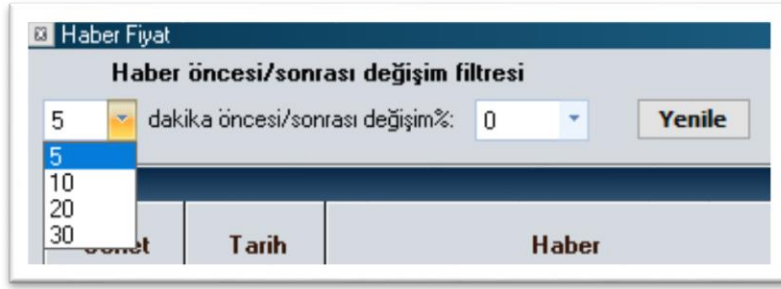 Haber Fiyat
Haber öncesi/sonrası değişim filtresi
5 dakika öncesi/sonrası değişim%: 0 Yenile
5
10
20
30
Tarih Haber